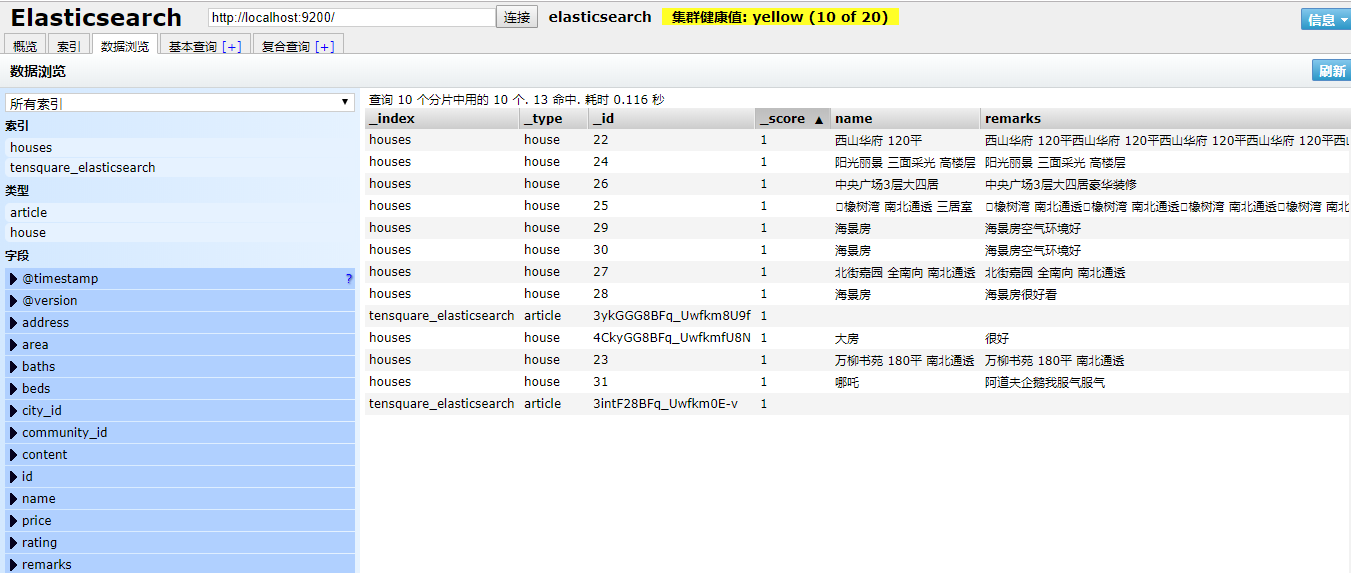 Elasticsearch http://localhost:9200/ 连接 elasticsearch 集群健康值: yellow (10 of 20) 信息
概览 索引 数据浏览 基本查询 [+] 复合查询 [+]
数据浏览 刷新
所有索引
索引
houses
tensquare_elasticsearch
类型
article
house
字段
@timestamp ?
@version
address
area
baths
beds
city_id
community_id
content
id
name
price
rating
remarks
查询 10 个分片中用的 10 个. 13 命中. 耗时 0.116 秒
_index _type _id _score ▲ name remarks
houses house 22 1 西山华府 120平 西山华府 120平西山华府 120平西山华府 120平西山华府 120平西山华府 120平
houses house 24 1 阳光丽景 三面采光 高楼层 阳光丽景 三面采光 高楼层
houses house 26 1 中央广场3层大四居 中央广场3层大四居豪华装修
houses house 25 1 橡树湾 南北通透 三居室 橡树湾 南北通透橡树湾 南北通透橡树湾 南北通透橡树湾 南北
houses house 29 1 海景房 海景房空气环境好
houses house 30 1 海景房 海景房空气环境好
houses house 27 1 北街嘉园 全南向 南北通透 北街嘉园 全南向 南北通透
houses house 28 1 海景房 海景房很好看
tensquare_elasticsearch article 3ykGGG8BFq_Uwfkm8U9f 1
houses house 4CkyGG8BFq_UwfkmfU8N 1 大房 很好
houses house 23 1 万柳书苑 180平 南北通透 万柳书苑 180平 南北通透
houses house 31 1 哪吒 阿道夫企鹅我服气服气
tensquare_elasticsearch article 3intF28BFq_Uwfkm0E-v 1